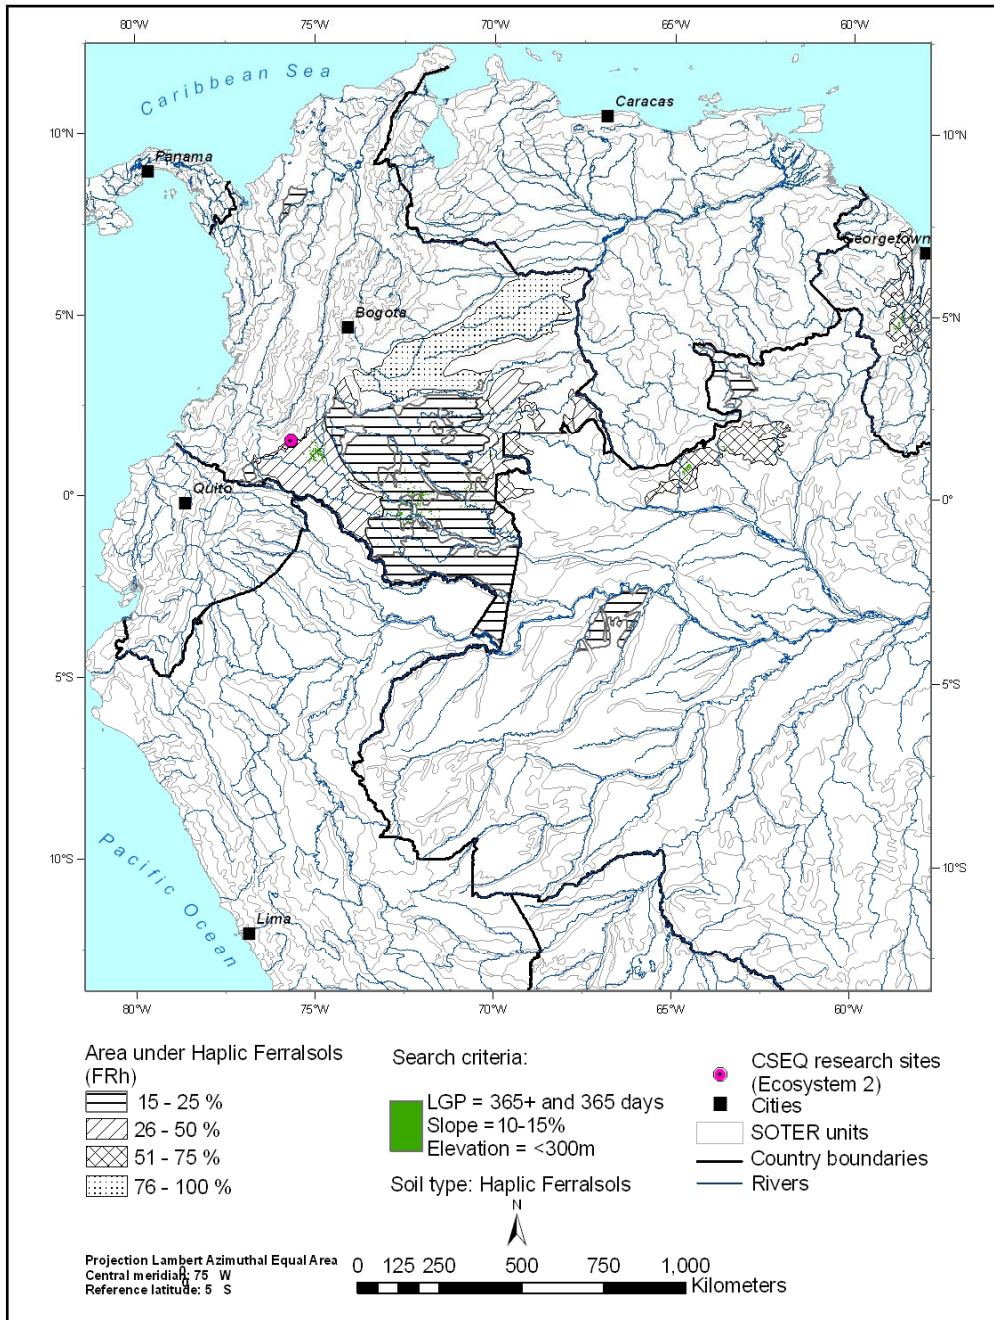 80°W 75°W 70°W 65°W 60°W
Caribbean Sea
Caracas
10°N 10°N
Panama
Georgetown
5°N 5°N
Bogota
0° 0°
Quito
5°S 5°S
Pacific Ocean
10°S 10°S
Lima
80°W 75°W 70°W 65°W 60°W
Area under Haplic Ferralsols
(FRh)
15 - 25 %
26 - 50 %
51 - 75 %
76 - 100 %
Search criteria:
LGP = 365+ and 365 days
Slope =10-15%
Elevation = <300m
Soil type: Haplic Ferralsols
CSEQ research sites
(Ecosystem 2)
Cities
SOTER units
Country boundaries
Rivers
N
Projection Lambert Azimuthal Equal Area
Central meridian: 75 W
Reference latitude: 5 S
0 125 250 500 750 1,000
Kilometers